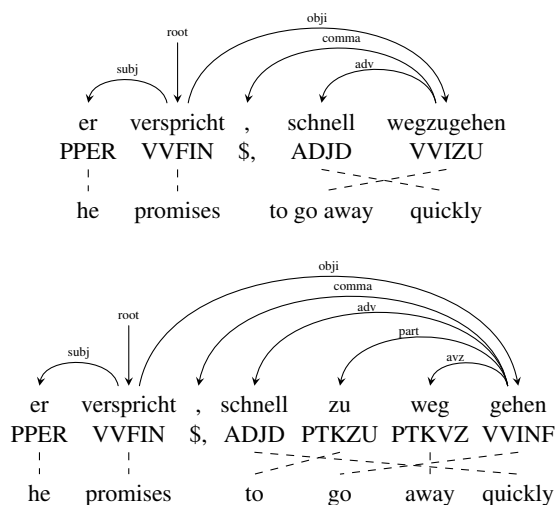 obji
comma
root
adv
subj
er verspricht , schnell wegzugehen
PPER VVFIN $, ADJD VVIZU
he promises to go away quickly
obji
comma
adv
root
part
subj
avz
er verspricht , schnell zu weg gehen
PPER VVFIN $, ADJD PTKZU PTKVZ VVINF
he promises to go away quickly